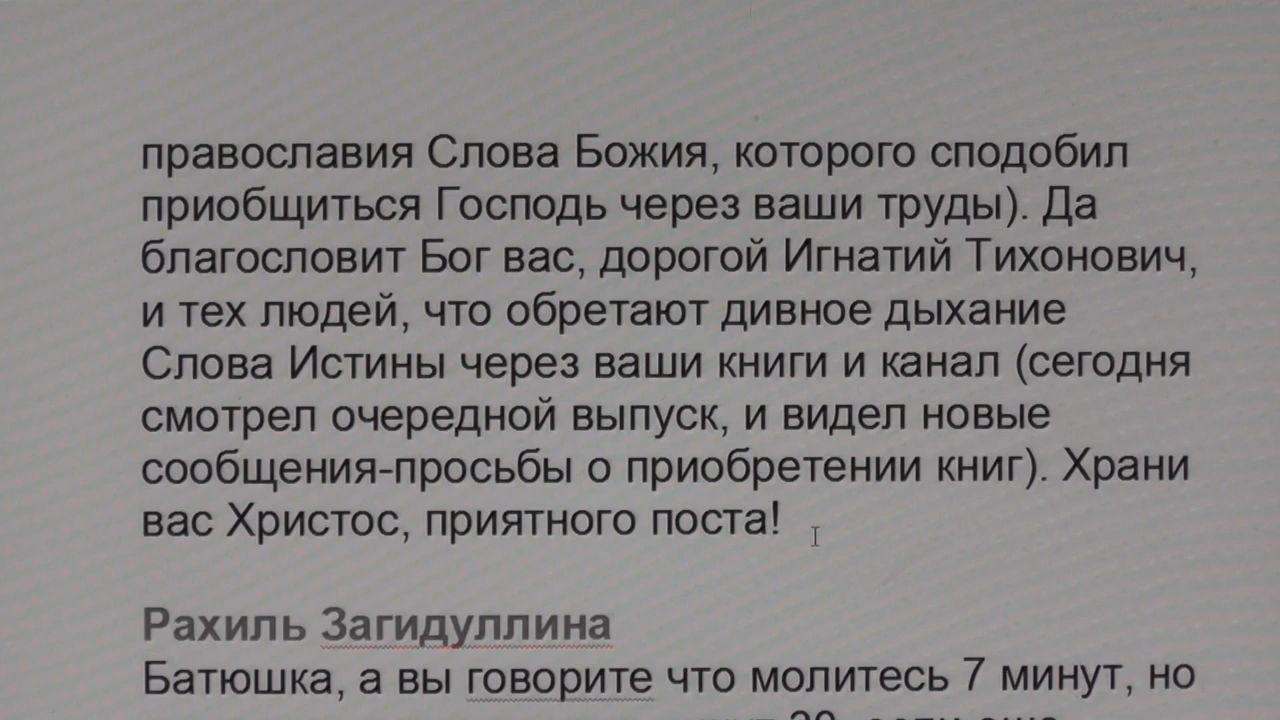 православия Слова Божия, которого сподобил
приобщиться Господь через ваши труды). Да
благословит Бог вас, дорогой Игнатий Тихонович,
и тех людей, что обретают дивное дыхание
Слова Истины через ваши книги и канал (сегодня
смотрел очередной выпуск, и видел новые
сообщения-просьбы о приобретении книг). Храни
вас Христос, приятного поста!
Рахиль Загидуллина
Батюшка, а вы говорите что молитесь 7 минут, но